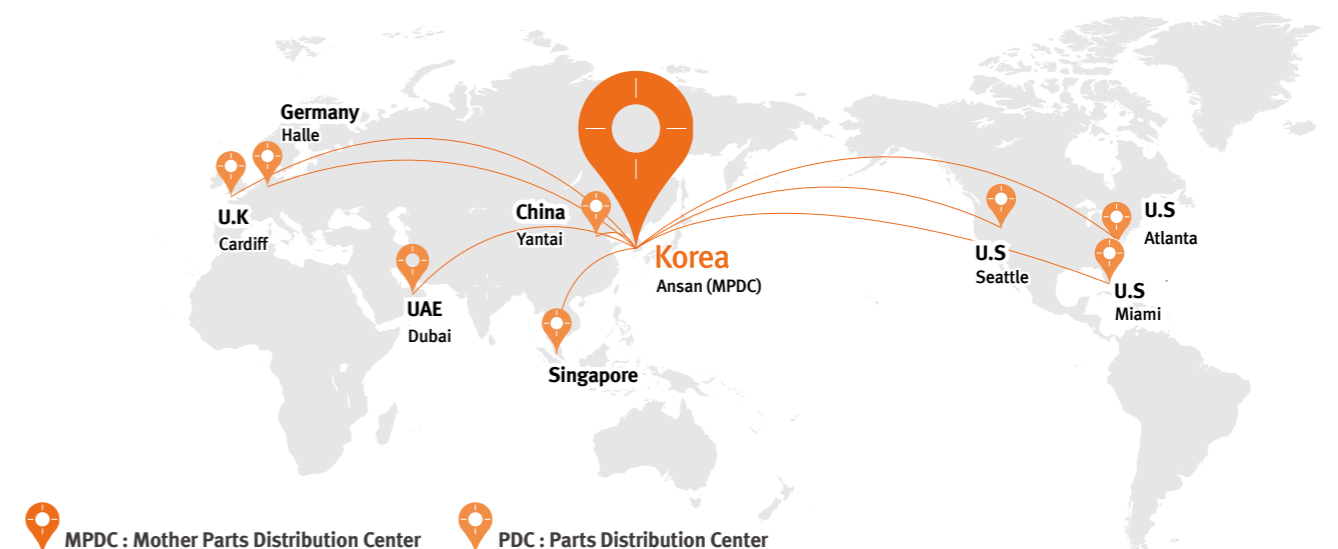 Germany
Halle
U.K
Cardiff
China
Yantai
UAE
Dubai
Singapore
Korea
Ansan (MPDC)
U.S
Seattle
U.S
Atlanta
U.S
Miami
MPDC : Mother Parts Distribution Center
PDC : Parts Distribution Center